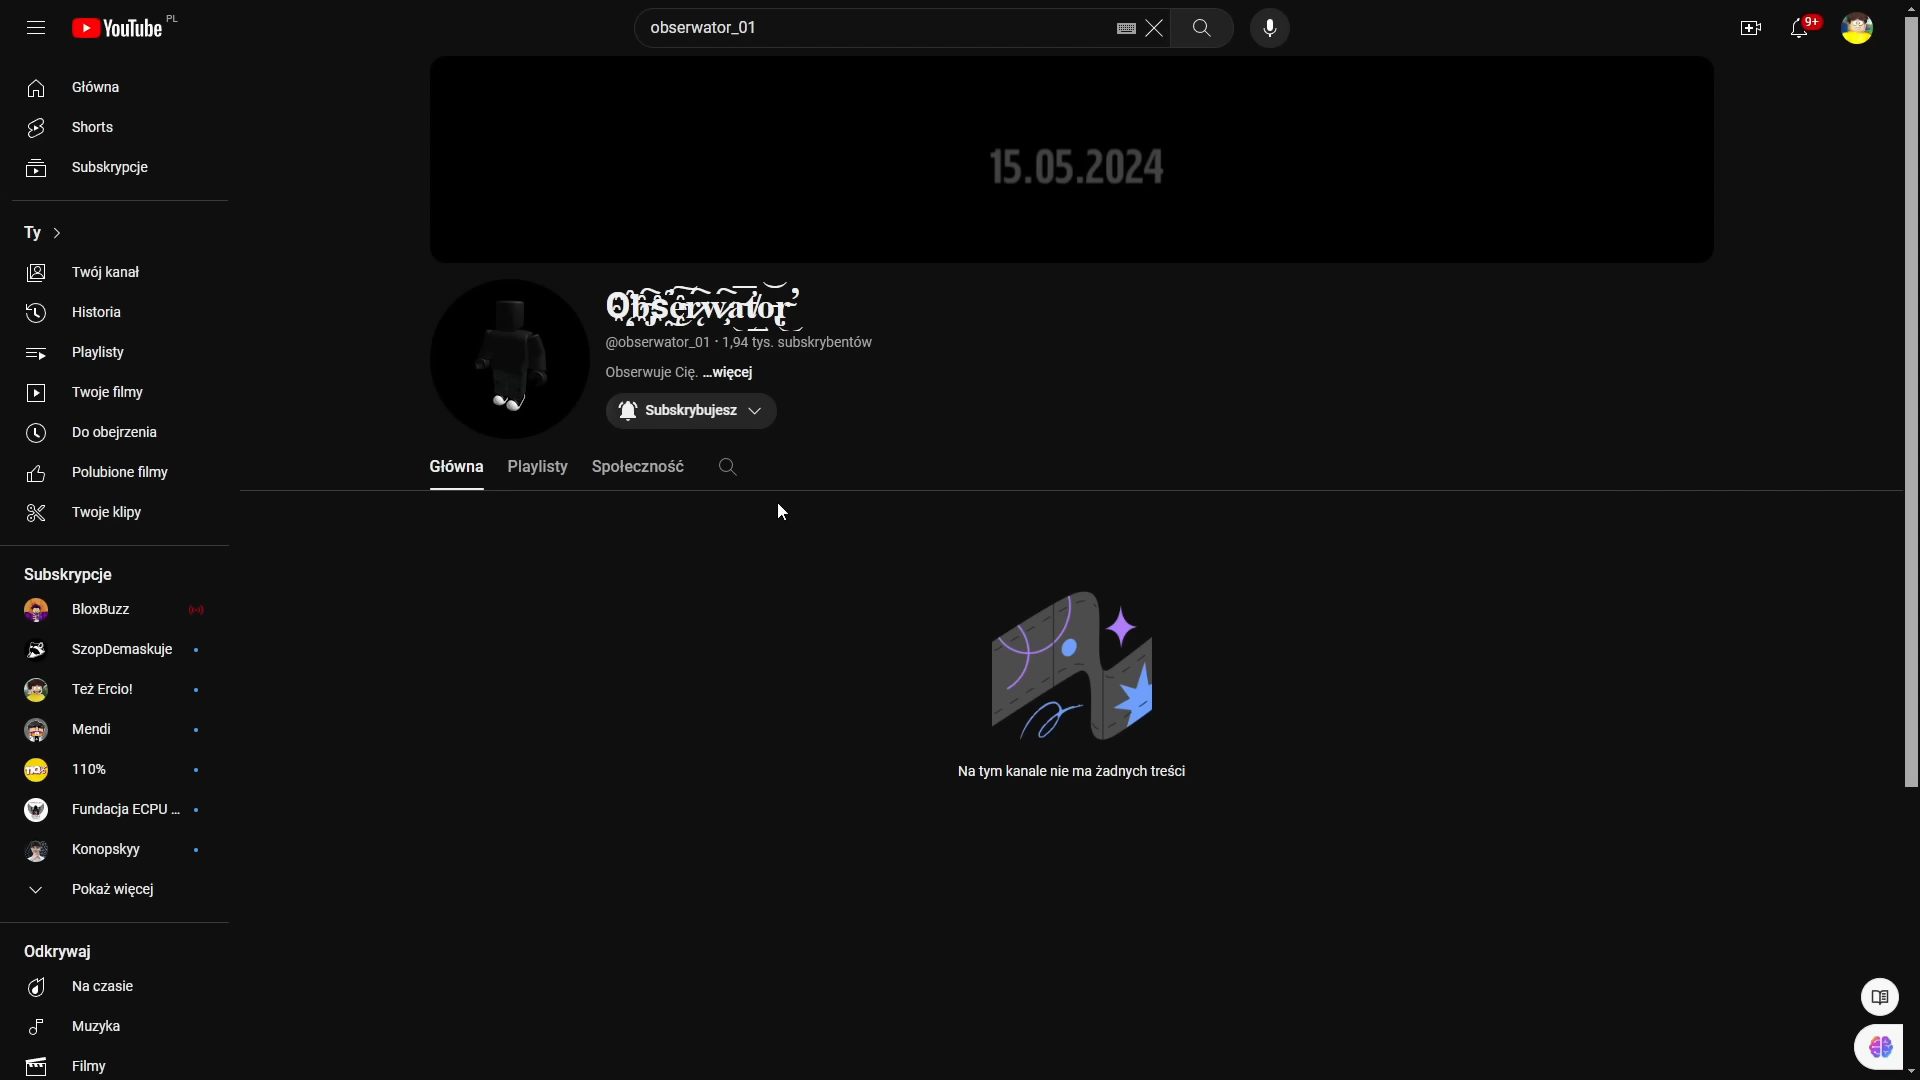 YouTube PL
obserwator_01
9+
Główna
Shorts
Subskrypcje
Ty
Twój kanał
Historia
Playlisty
Twoje filmy
Do obejrzenia
Polubione filmy
Twoje klipy
Subskrypcje
BloxBuzz
SzopDemaskuje
Też Ercio!
Mendi
110%
Fundacja ECPU ...
Konopskyy
Pokaż więcej
Odkrywaj
Na czasie
Muzyka
Filmy
15.05.2024
Obserwator
@obserwator_01 · 1,94 tys. subskrybentów
Obserwuje Cię. ...więcej
Subskrybujesz
Główna Playlisty Społeczność
Na tym kanale nie ma żadnych treści